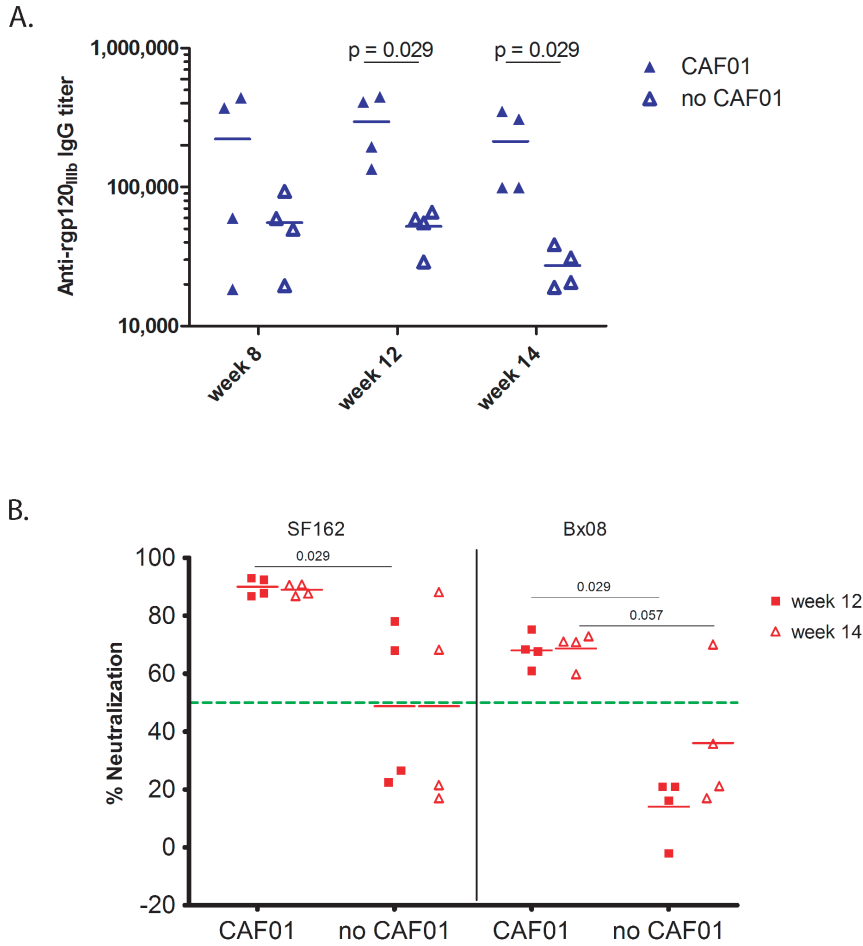 A.
1,000,000
100,000
10,000
Anti-rgp120IIIb IgG titer
p = 0.029
p = 0.029
CAF01
no CAF01
week 8
week 12
week 14
B.
SF162
Bx08
100
80
60
40
20
0
-20
% Neutralization
0.029
0.029
0.057
week 12
week 14
CAF01
no CAF01
CAF01
no CAF01